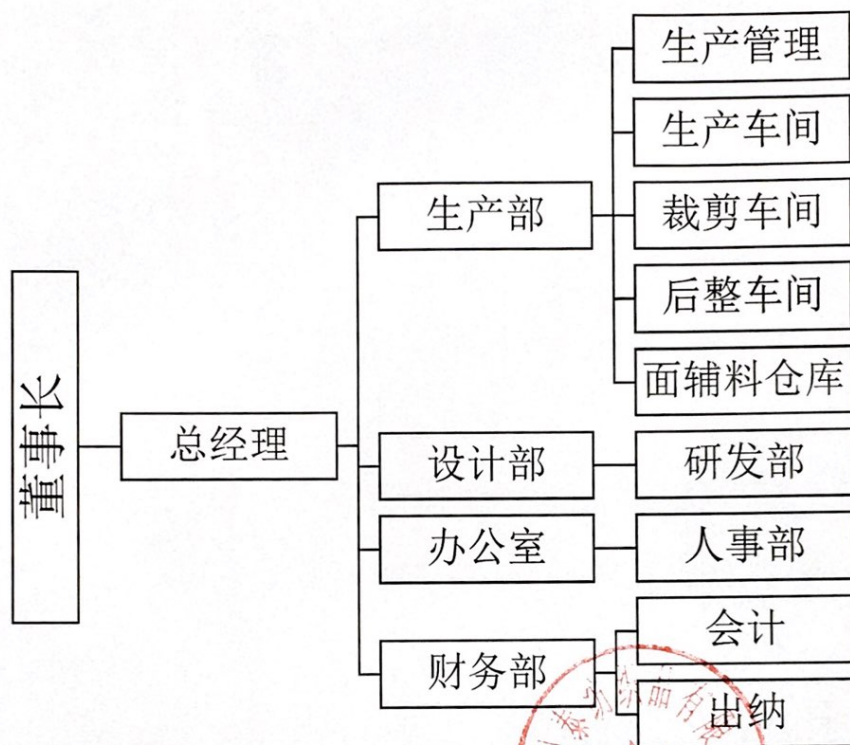 董事长
总经理
生产部
生产管理
生产车间
裁剪车间
后整车间
面辅料仓库
设计部
研发部
办公室
人事部
财务部
会计
出纳